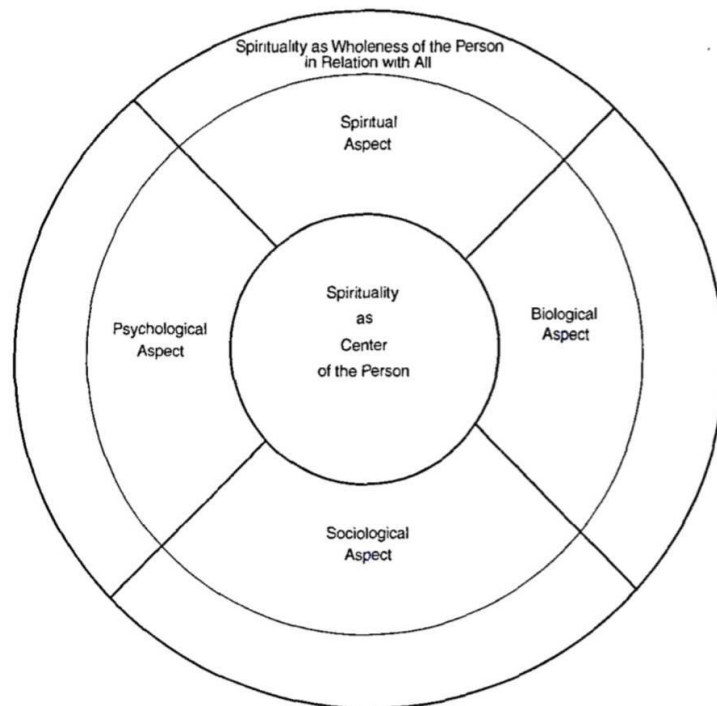 Spirituality as Wholeness of the Person
in Relation with All
Spiritual
Aspect
Psychological
Aspect
Spirituality
as
Center
of the Person
Biological
Aspect
Sociological
Aspect